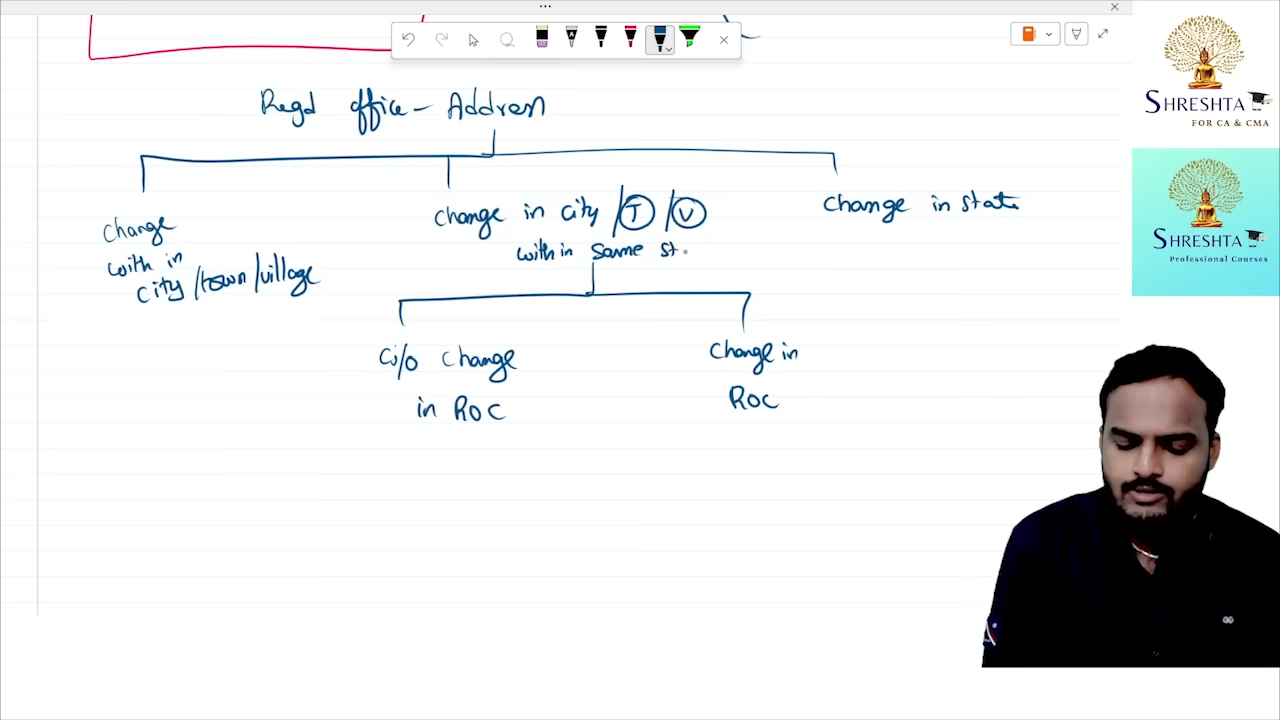 Regd office - Address
Change
with in
city/town/village
Change in city /T/V
with in same st
Change in state
w/o Change
in ROC
Change in
ROC
SHRESHTA
FOR CA & CMA
SHRESHTA
Professional Courses